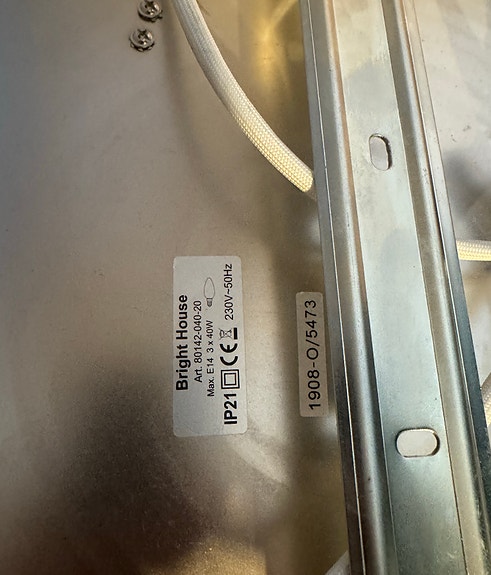 Bright House
Art. 80142-040-20
Max. E14 3 x 40W
IP21 CE 230V~50Hz
1908-O/5473